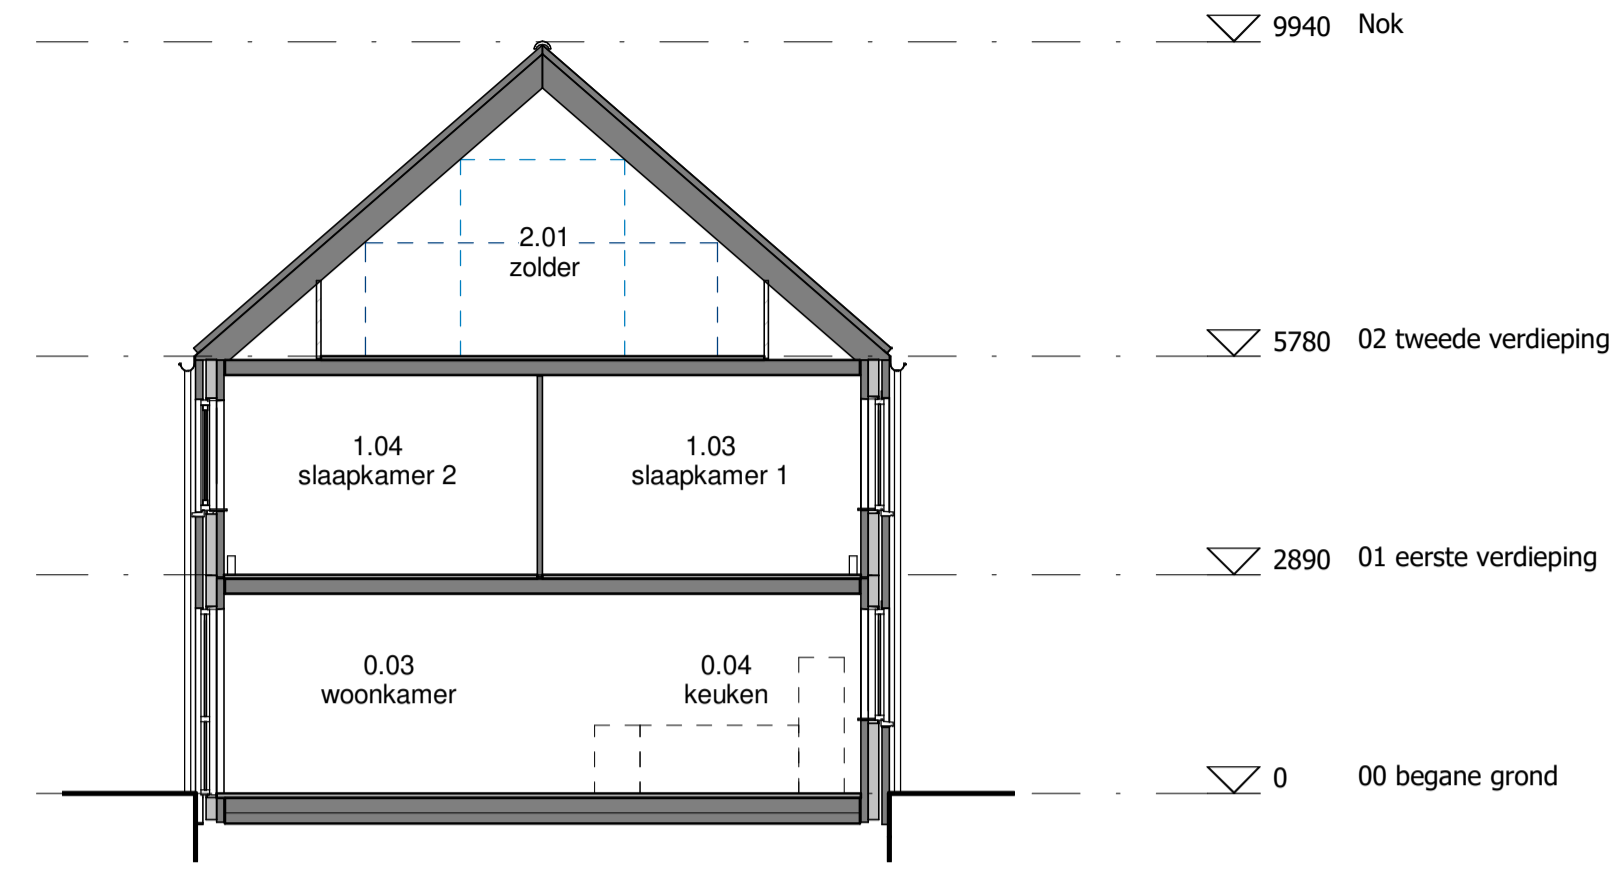 9940 Nok
2.01
zolder
5780 02 tweede verdieping
1.04
slaapkamer 2
1.03
slaapkamer 1
2890 01 eerste verdieping
0.03
woonkamer
0.04
keuken
0 00 begane grond